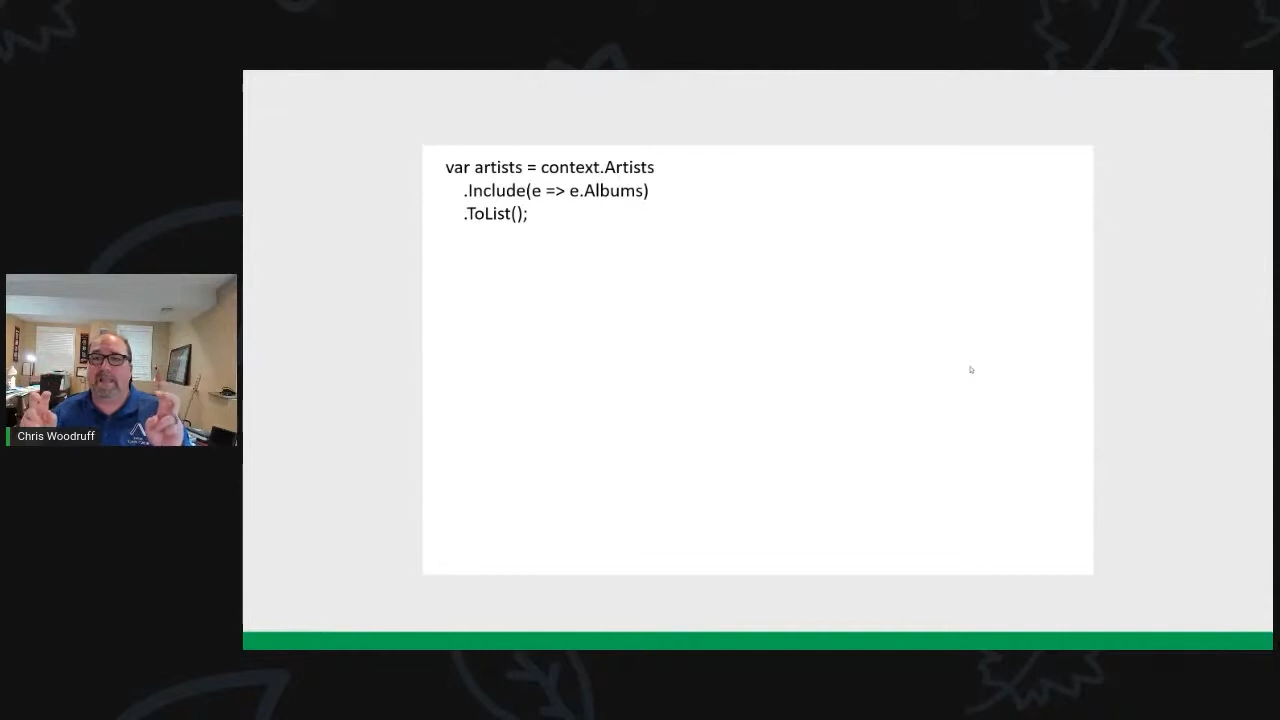 var artists = context.Artists
.Include(e => e.Albums)
.ToList();
Chris Woodruff